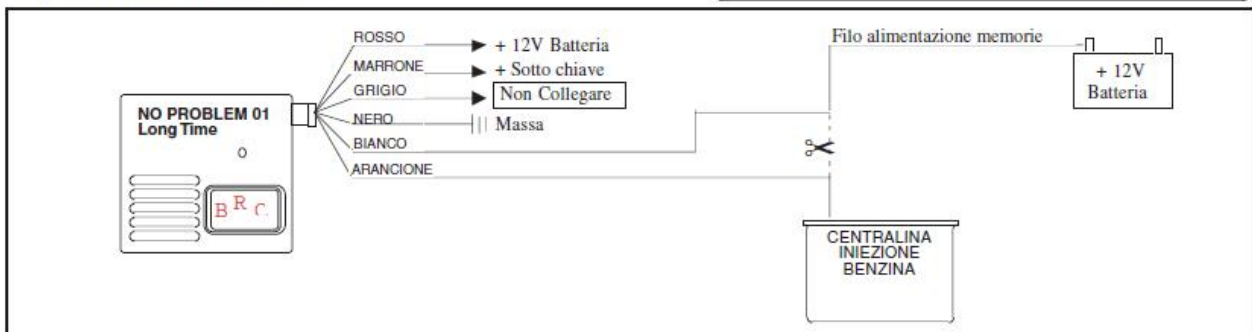 ROSSO
+ 12V Batteria
MARRONE
+ Sotto chiave
GRIGIO
Non Collegare
NERO
Massa
BIANCO
ARANCIONE
NO PROBLEM 01
Long Time
B R C
Filo alimentazione memorie
+ 12V
Batteria
CENTRALINA
INIEZIONE
BENZINA